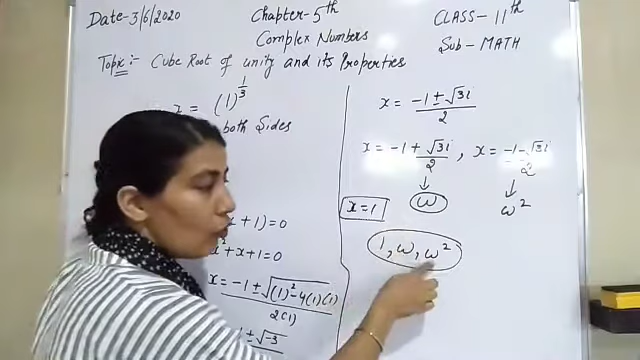 Date-3/6/2020 Chapter-5th CLASS-11th
Complex Numbers Sub-MATH
Topic:- Cube Root of unity and its Properties
x = (1)^1/3
both Sides
x + 1) = 0
x² + x + 1 = 0
x = -1 ± √(1)² - 4(1)(1) / 2(1)
1 ± √-3
x = -1 ± √3i / 2
x = -1 + √3i / 2 , x = -1 - √3i / 2
↓ ↓
x = 1 ω ω²
1, ω, ω²